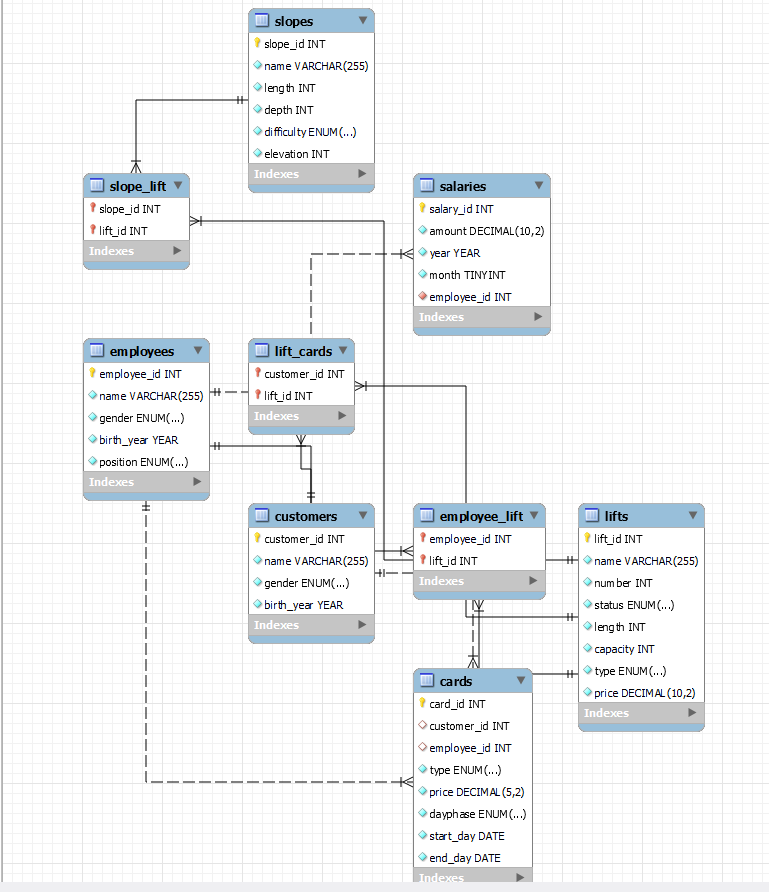 slopes
slope_id INT
name VARCHAR(255)
length INT
depth INT
difficulty ENUM(...)
elevation INT
Indexes
slope_lift
slope_id INT
lift_id INT
Indexes
salaries
salary_id INT
amount DECIMAL(10,2)
year YEAR
month TINYINT
employee_id INT
Indexes
employees
employee_id INT
name VARCHAR(255)
gender ENUM(...)
birth_year YEAR
position ENUM(...)
Indexes
lift_cards
customer_id INT
lift_id INT
Indexes
customers
customer_id INT
name VARCHAR(255)
gender ENUM(...)
birth_year YEAR
Indexes
employee_lift
employee_id INT
lift_id INT
Indexes
lifts
lift_id INT
name VARCHAR(255)
number INT
status ENUM(...)
length INT
capacity INT
type ENUM(...)
price DECIMAL(10,2)
Indexes
cards
card_id INT
customer_id INT
employee_id INT
type ENUM(...)
price DECIMAL(5,2)
dayphase ENUM(...)
start_day DATE
end_day DATE
Indexes